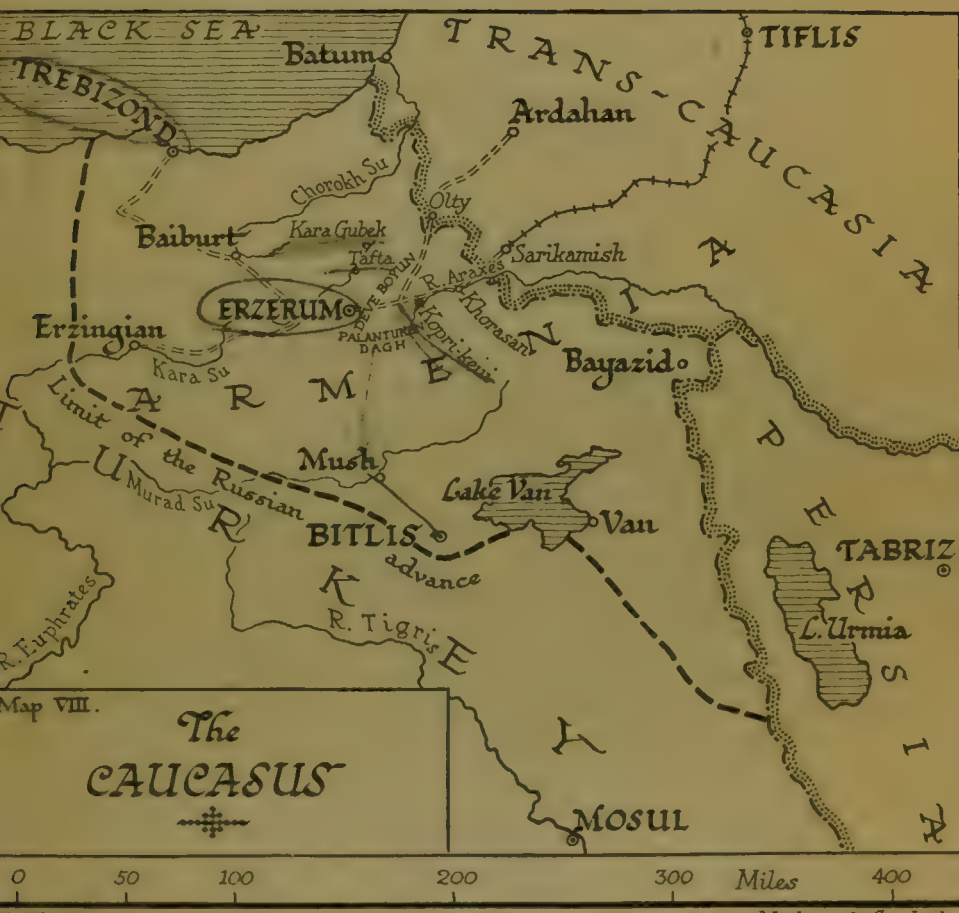 BLACK SEA
TREBIZOND
Batum
TRANS-CAUCASIA
TIFLIS
Ardahan
Chorokh Su
Olty
Baiburt
Kara Gubek
Tafta
Sarikamish
R. Araxes
ERZERUM
DEVE BOYUN
PALANTUKA
DAGH
Kopri-keui
Khorasan
Erzingian
Kara Su
Bayazid
ARMENIA
Limit of the Russian
advance
Mush
Murad Su
Lake Van
Van
BITLIS
TURKEY
PERSIA
TABRIZ
L. Urmia
R. Euphrates
R. Tigris
Map VIII.
The
CAUCASUS
MOSUL
0 50 100 200 300 Miles 400